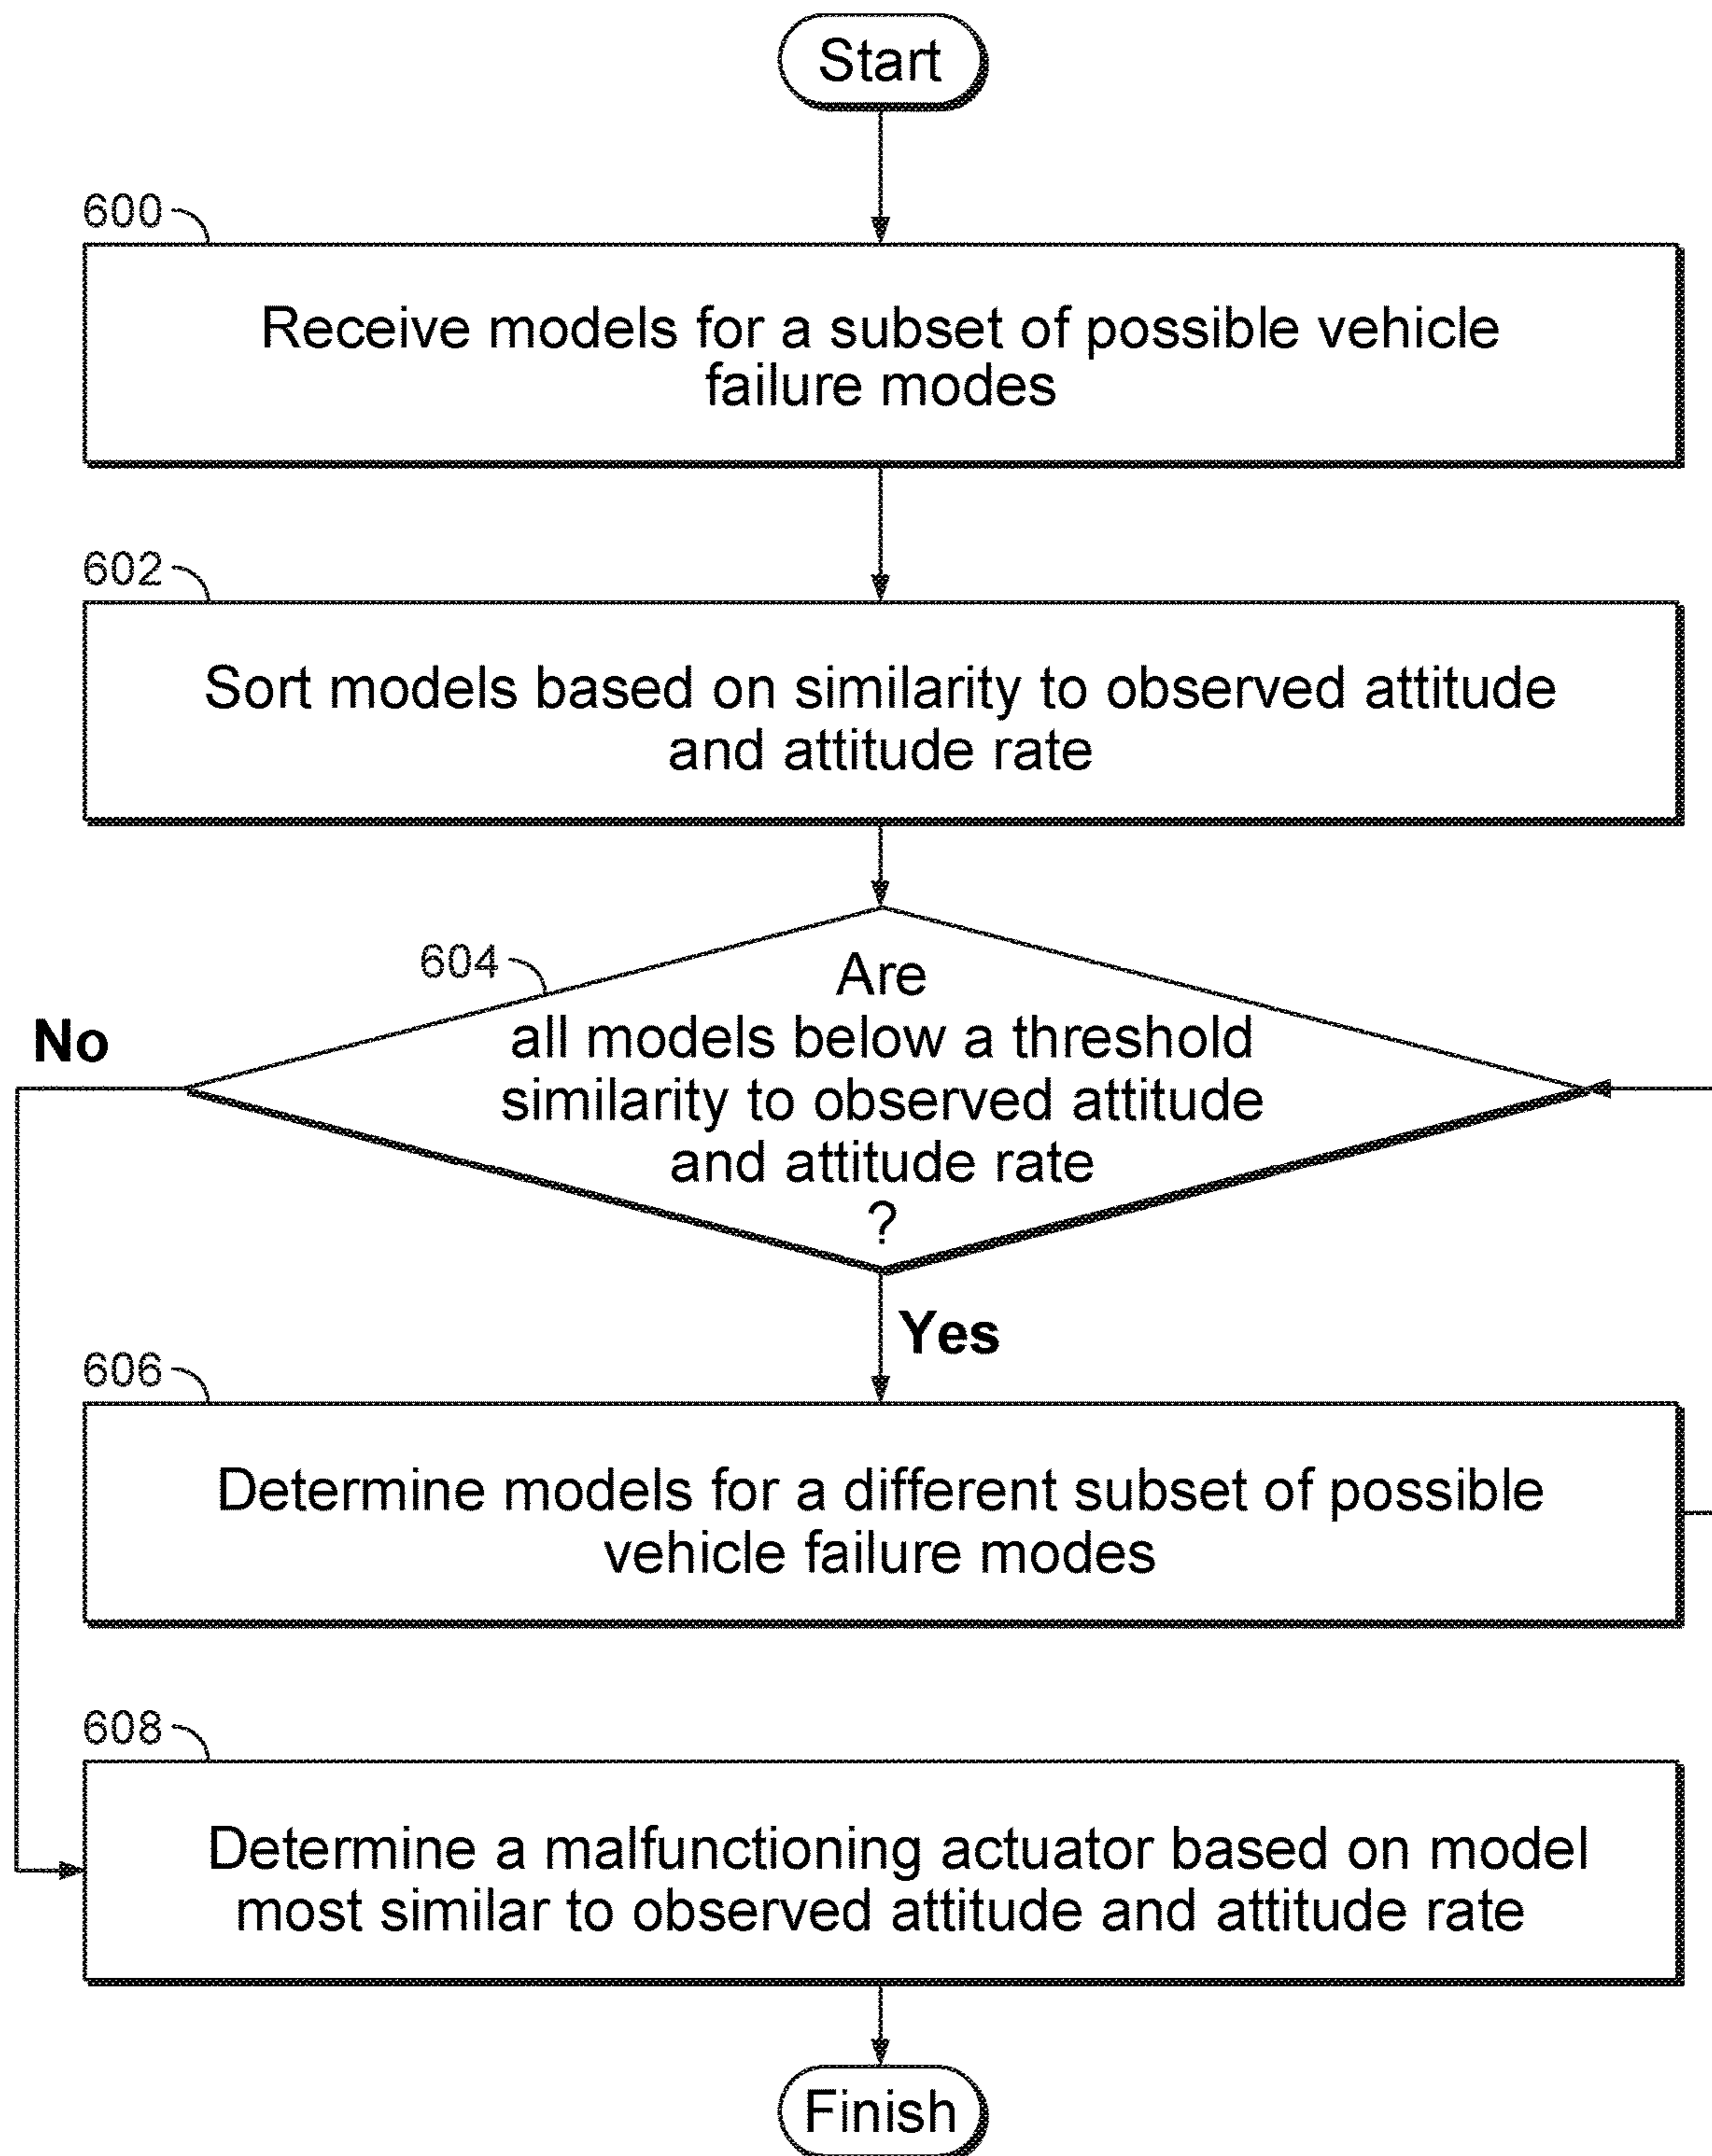 Start
600
Receive models for a subset of possible vehicle
failure modes
602
Sort models based on similarity to observed attitude
and attitude rate
604
Are
all models below a threshold
similarity to observed attitude
and attitude rate
?
No
Yes
606
Determine models for a different subset of possible
vehicle failure modes
608
Determine a malfunctioning actuator based on model
most similar to observed attitude and attitude rate
Finish